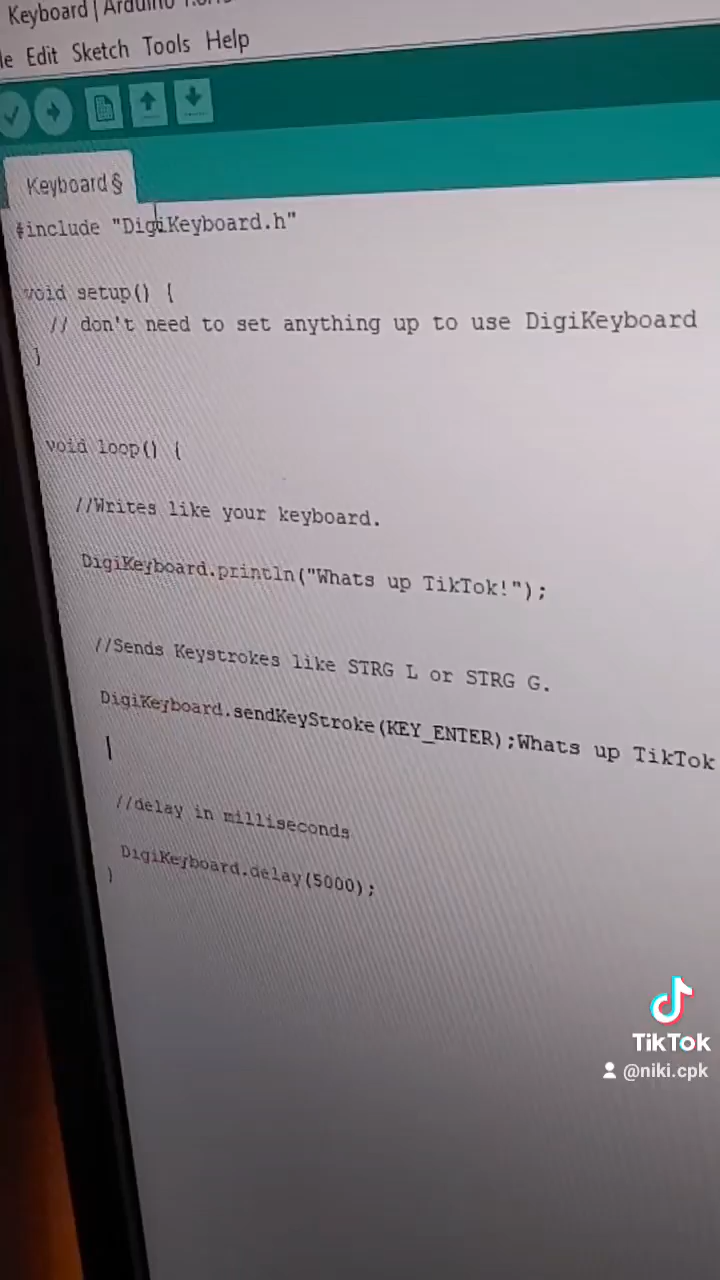 Keyboard | Arduino
Edit Sketch Tools Help
Keyboard §
#include "DigiKeyboard.h"
void setup() {
// don't need to set anything up to use DigiKeyboard
}
void loop() {
//Writes like your keyboard.
DigiKeyboard.println("Whats up TikTok!");
//Sends Keystrokes like STRG L or STRG G.
DigiKeyboard.sendKeyStroke(KEY_ENTER);Whats up TikTok
//delay in milliseconds
DigiKeyboard.delay(5000);
}
TikTok
@niki.cpk